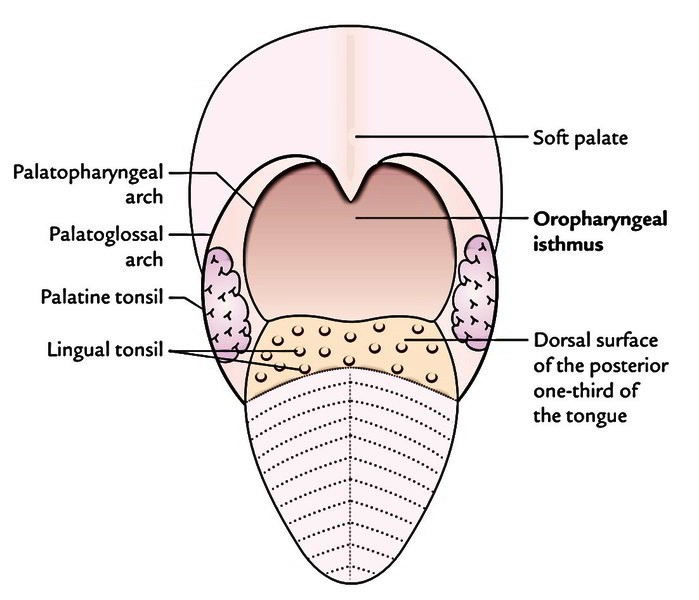 Soft palate
Palatopharyngeal
arch
Palatoglossal
arch
Oropharyngeal
isthmus
Palatine tonsil
Lingual tonsil
Dorsal surface
of the posterior
one-third of
the tongue